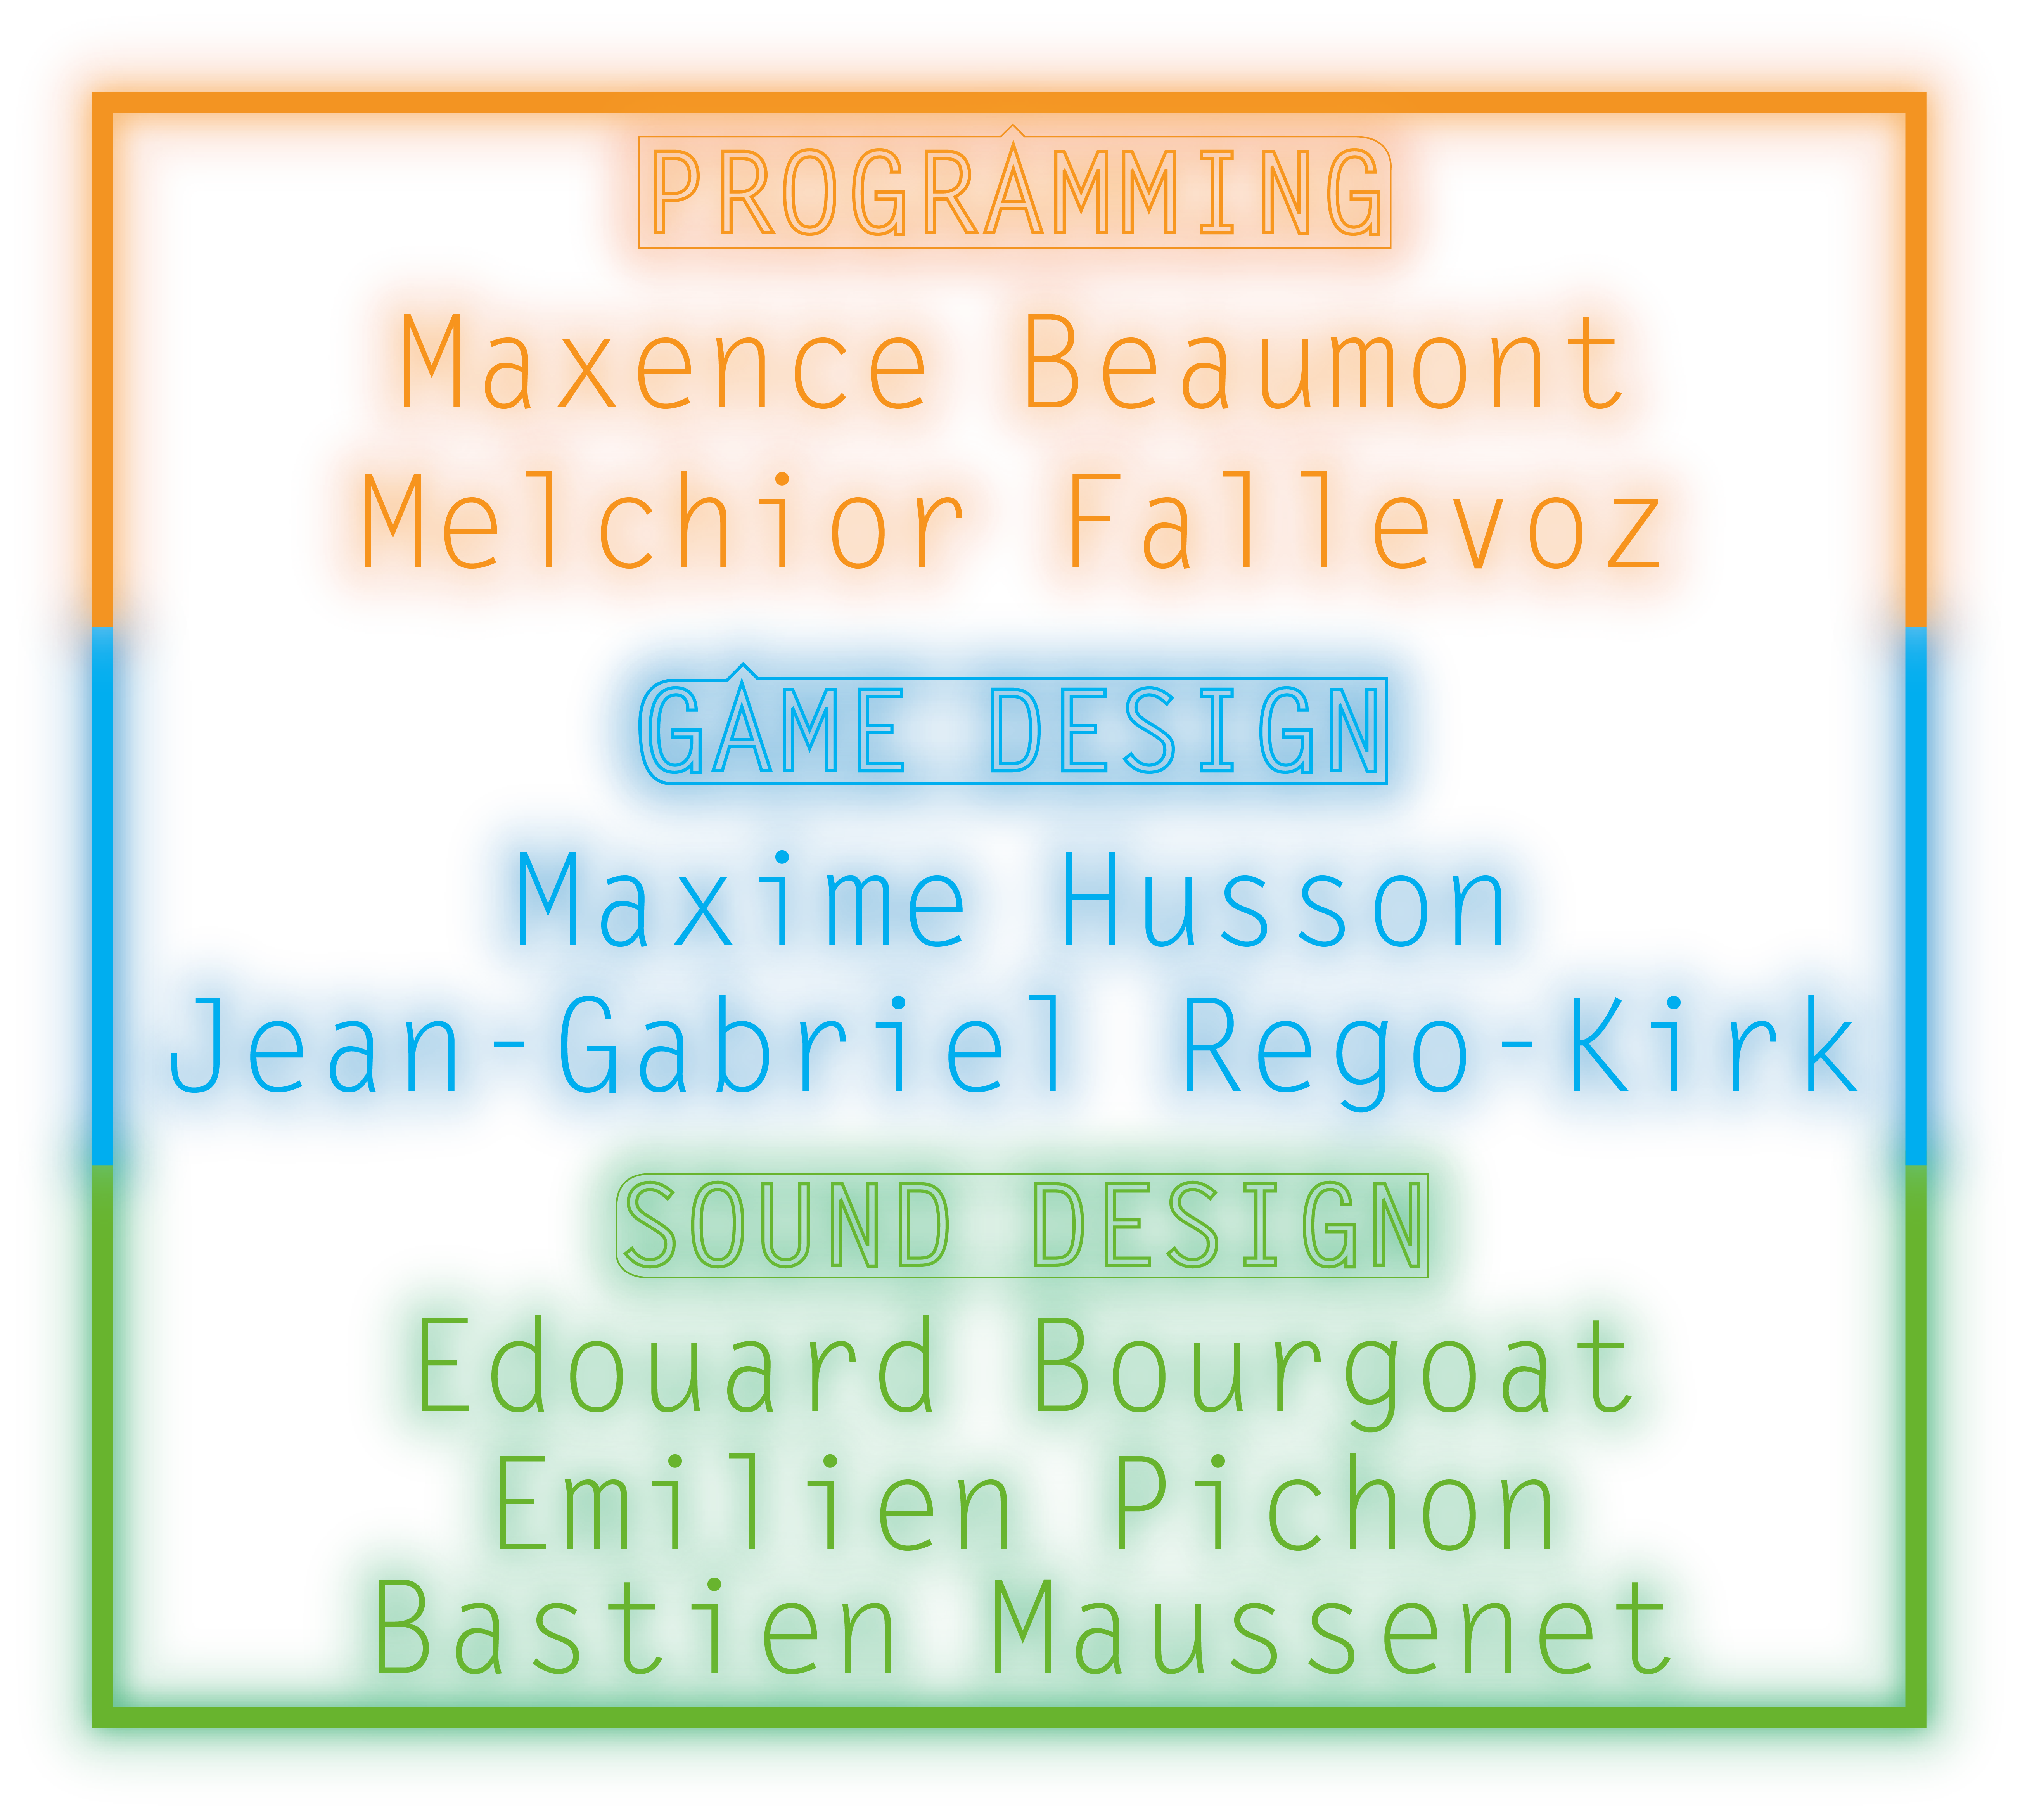 PROGRAMMING
Maxence Beaumont
Melchior Fallevoz
GAME DESIGN
Maxime Husson
Jean-Gabriel Rego-Kirk
SOUND DESIGN
Edouard Bourgoat
Emilien Pichon
Bastien Maussenet